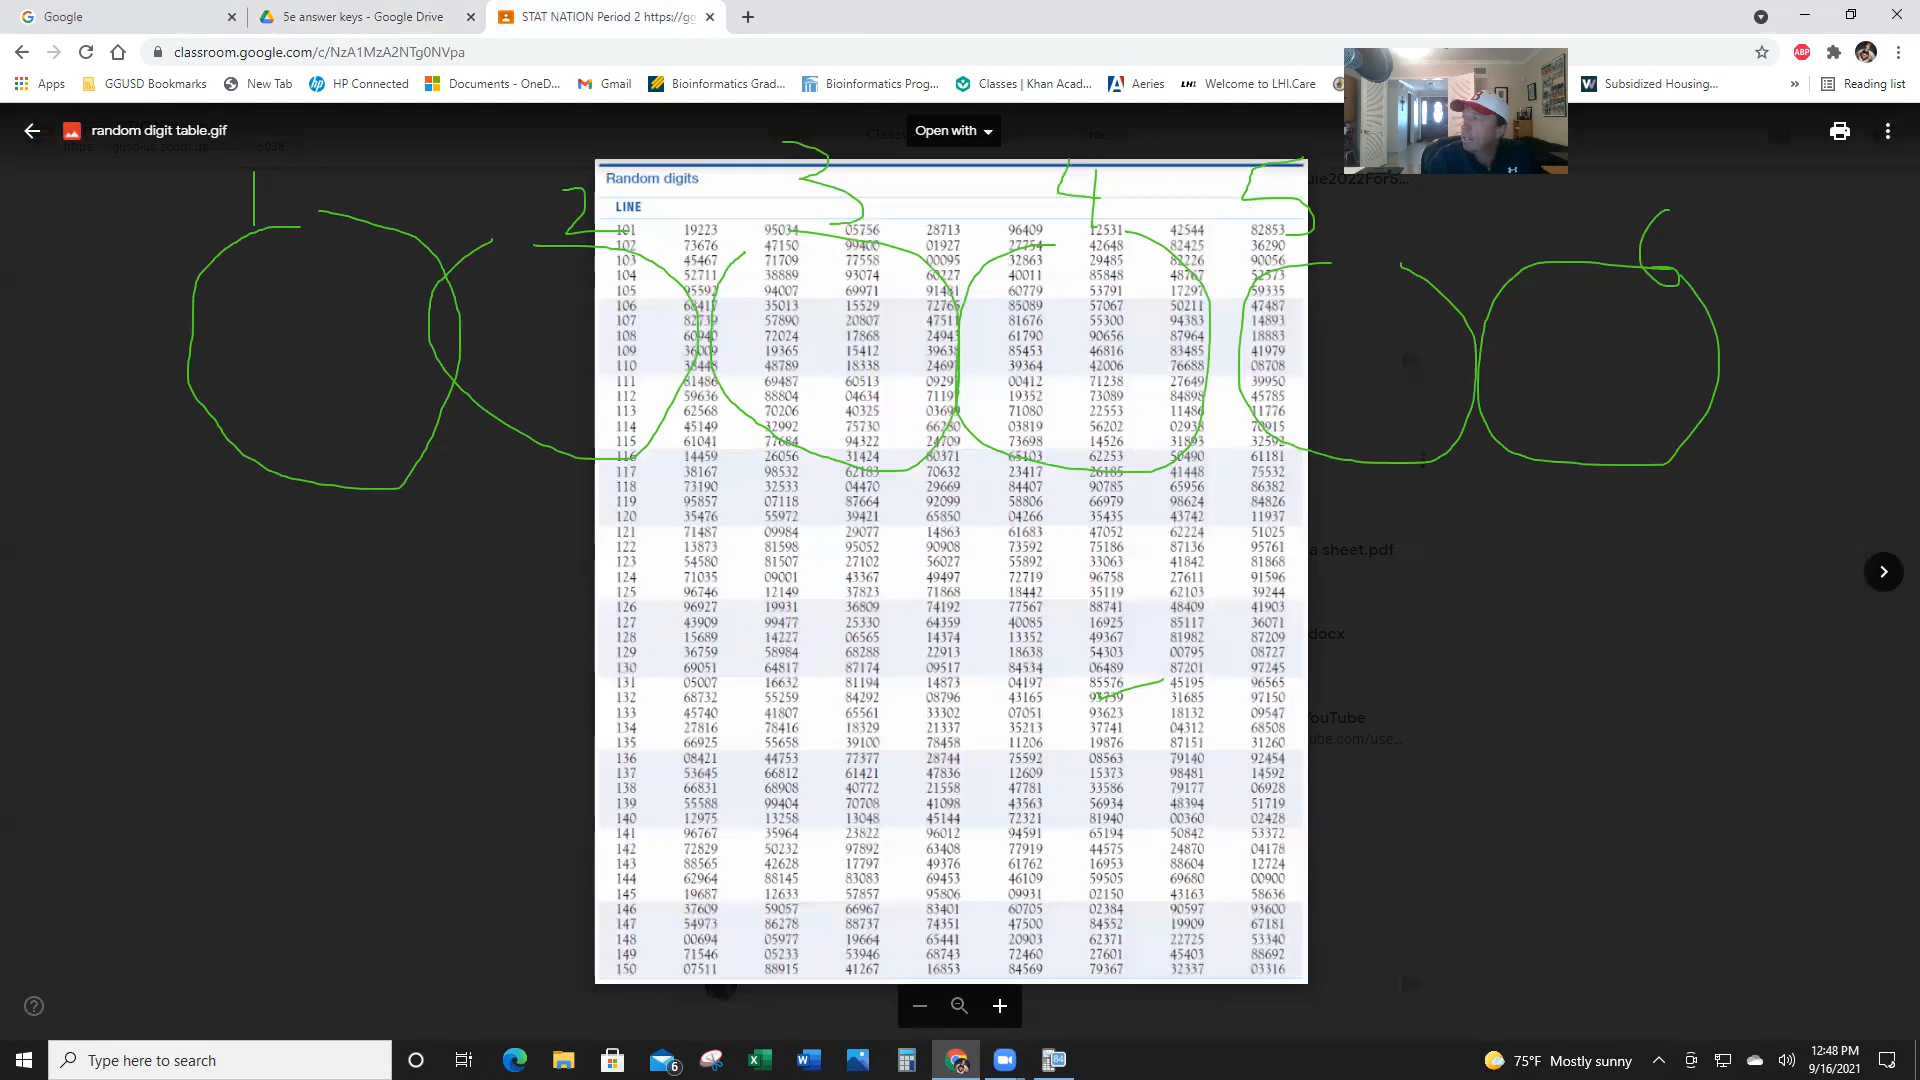 Google
5e answer keys - Google Drive
STAT NATION Period 2 https://gg
classroom.google.com/c/NzA1MzA2NTg0NVpa
Apps GGUSD Bookmarks New Tab HP Connected Documents - OneD... Gmail Bioinformatics Grad... Bioinformatics Prog... Classes | Khan Acad... Aeries LHI. Welcome to LHI.Care Subsidized Housing... » Reading list
random digit table.gif
Open with
1 2 3 4 5 6
Random digits
LINE
101 19223 95034 05756 28713 96409 12531 42544 82853
102 73676 47150 99400 01927 27754 42648 82425 36290
103 45467 71709 77558 00095 32863 29485 82226 90056
104 52711 38889 93074 60227 40011 85848 48767 52573
105 95592 94007 69971 91481 60779 53791 17297 59335
106 68417 35013 15529 72765 85089 57067 50211 47487
107 82739 57890 20807 47511 81676 55300 94383 14893
108 60940 72024 17868 24943 61790 90656 87964 18883
109 36009 19365 15412 39638 85453 46816 83485 41979
110 38448 48789 18338 24697 39364 42006 76688 08708
111 81486 69487 60513 09297 00412 71238 27649 39950
112 59636 88804 04634 71197 19352 73089 84898 45785
113 62568 70206 40325 03699 71080 22553 11486 11776
114 45149 32992 75730 66280 03819 56202 02938 70915
115 61041 77684 94322 24709 73698 14526 31893 32592
116 14459 26056 31424 80371 65103 62253 50490 61181
117 38167 98532 62183 70632 23417 26185 41448 75532
118 73190 32533 04470 29669 84407 90785 65956 86382
119 95857 07118 87664 92099 58806 66979 98624 84826
120 35476 55972 39421 65850 04266 35435 43742 11937
121 71487 09984 29077 14863 61683 47052 62224 51025
122 13873 81598 95052 90908 73592 75186 87136 95761
123 54580 81507 27102 56027 55892 33063 41842 81868
124 71035 09001 43367 49497 72719 96758 27611 91596
125 96746 12149 37823 71868 18442 35119 62103 39244
126 96927 19931 36809 74192 77567 88741 48409 41903
127 43909 99477 25330 64359 40085 16925 85117 36071
128 15689 14227 06565 14374 13352 49367 81982 87209
129 36759 58984 68288 22913 18638 54303 00795 08727
130 69051 64817 87174 09517 84534 06489 87201 97245
131 05007 16632 81194 14873 04197 85576 45195 96565
132 68732 55259 84292 08796 43165 93739 31685 97150
133 45740 41807 65561 33302 07051 93623 18132 09547
134 27816 78416 18329 21337 35213 37741 04312 68508
135 66925 55658 39100 78458 11206 19876 87151 31260
136 08421 44753 77377 28744 75592 08563 79140 92454
137 53645 66812 61421 47836 12609 15373 98481 14592
138 66831 68908 40772 21558 47781 33586 79177 06928
139 55588 99404 70708 41098 43563 56934 48394 51719
140 12975 13258 13048 45144 72321 81940 00360 02428
141 96767 35964 23822 96012 94591 65194 50842 53372
142 72829 50232 97892 63408 77919 44575 24870 04178
143 88565 42628 17797 49376 61762 16953 88604 12724
144 62964 88145 83083 69453 46109 59505 69680 00900
145 19687 12633 57857 95806 09931 02150 43163 58636
146 37609 59057 66967 83401 60705 02384 90597 93600
147 54973 86278 88737 74351 47500 84552 19909 67181
148 00694 05977 19664 65441 20903 62371 22725 53340
149 71546 05233 53946 68743 72460 27601 45403 88692
150 07511 88915 41267 16853 84569 79367 32337 03316
a sheet.pdf
docx
ouTube
ube.com/use...
Type here to search
75°F Mostly sunny
12:48 PM
9/16/2021